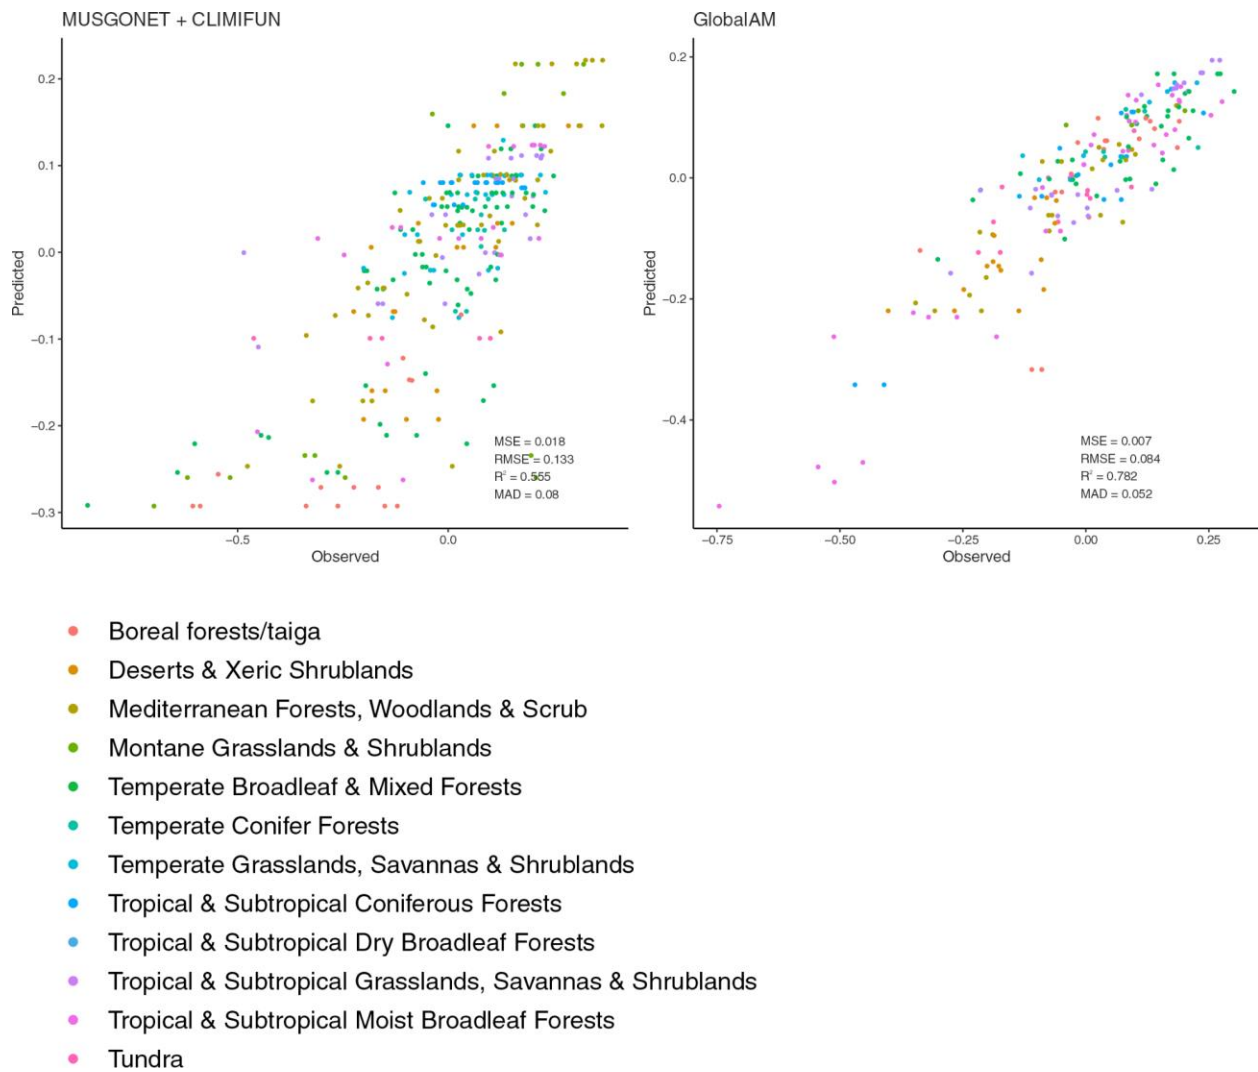 MUSGONET + CLIMIFUN
0.2
0.1
0.0
−0.1
−0.2
−0.3
Predicted
MSE = 0.018
RMSE = 0.133
R² = 0.555
MAD = 0.08
−0.5
0.0
Observed
GlobalAM
0.2
0.0
−0.2
−0.4
Predicted
MSE = 0.007
RMSE = 0.084
R² = 0.782
MAD = 0.052
−0.75
−0.50
−0.25
0.00
0.25
Observed
Boreal forests/taiga
Deserts & Xeric Shrublands
Mediterranean Forests, Woodlands & Scrub
Montane Grasslands & Shrublands
Temperate Broadleaf & Mixed Forests
Temperate Conifer Forests
Temperate Grasslands, Savannas & Shrublands
Tropical & Subtropical Coniferous Forests
Tropical & Subtropical Dry Broadleaf Forests
Tropical & Subtropical Grasslands, Savannas & Shrublands
Tropical & Subtropical Moist Broadleaf Forests
Tundra